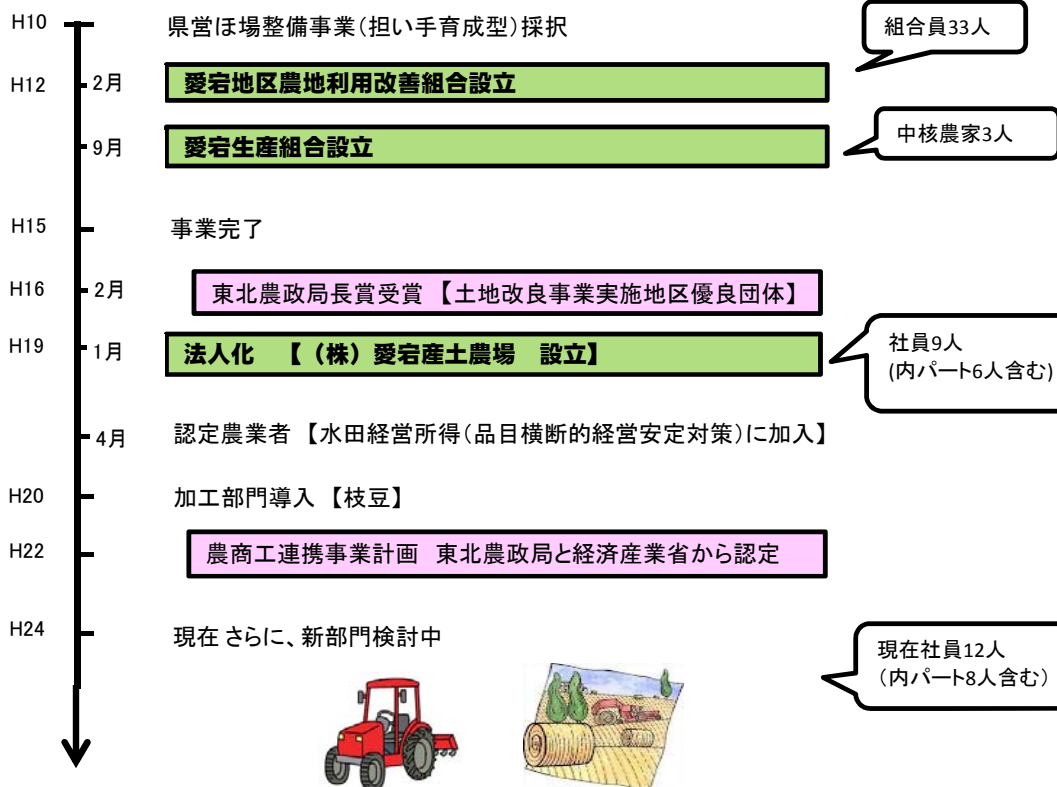 H10 県営ほ場整備事業(担い手育成型)採択
組合員33人
H12 2月 愛宕地区農地利用改善組合設立
9月 愛宕生産組合設立
中核農家3人
H15 事業完了
H16 2月 東北農政局長賞受賞 【土地改良事業実施地区優良団体】
H19 1月 法人化 【（株）愛宕産土農場 設立】
社員9人
(内パート6人含む)
4月 認定農業者 【水田経営所得(品目横断的経営安定対策)に加入】
H20 加工部門導入 【枝豆】
H22 農商工連携事業計画 東北農政局と経済産業省から認定
H24 現在 さらに、新部門検討中
現在社員12人
（内パート8人含む）